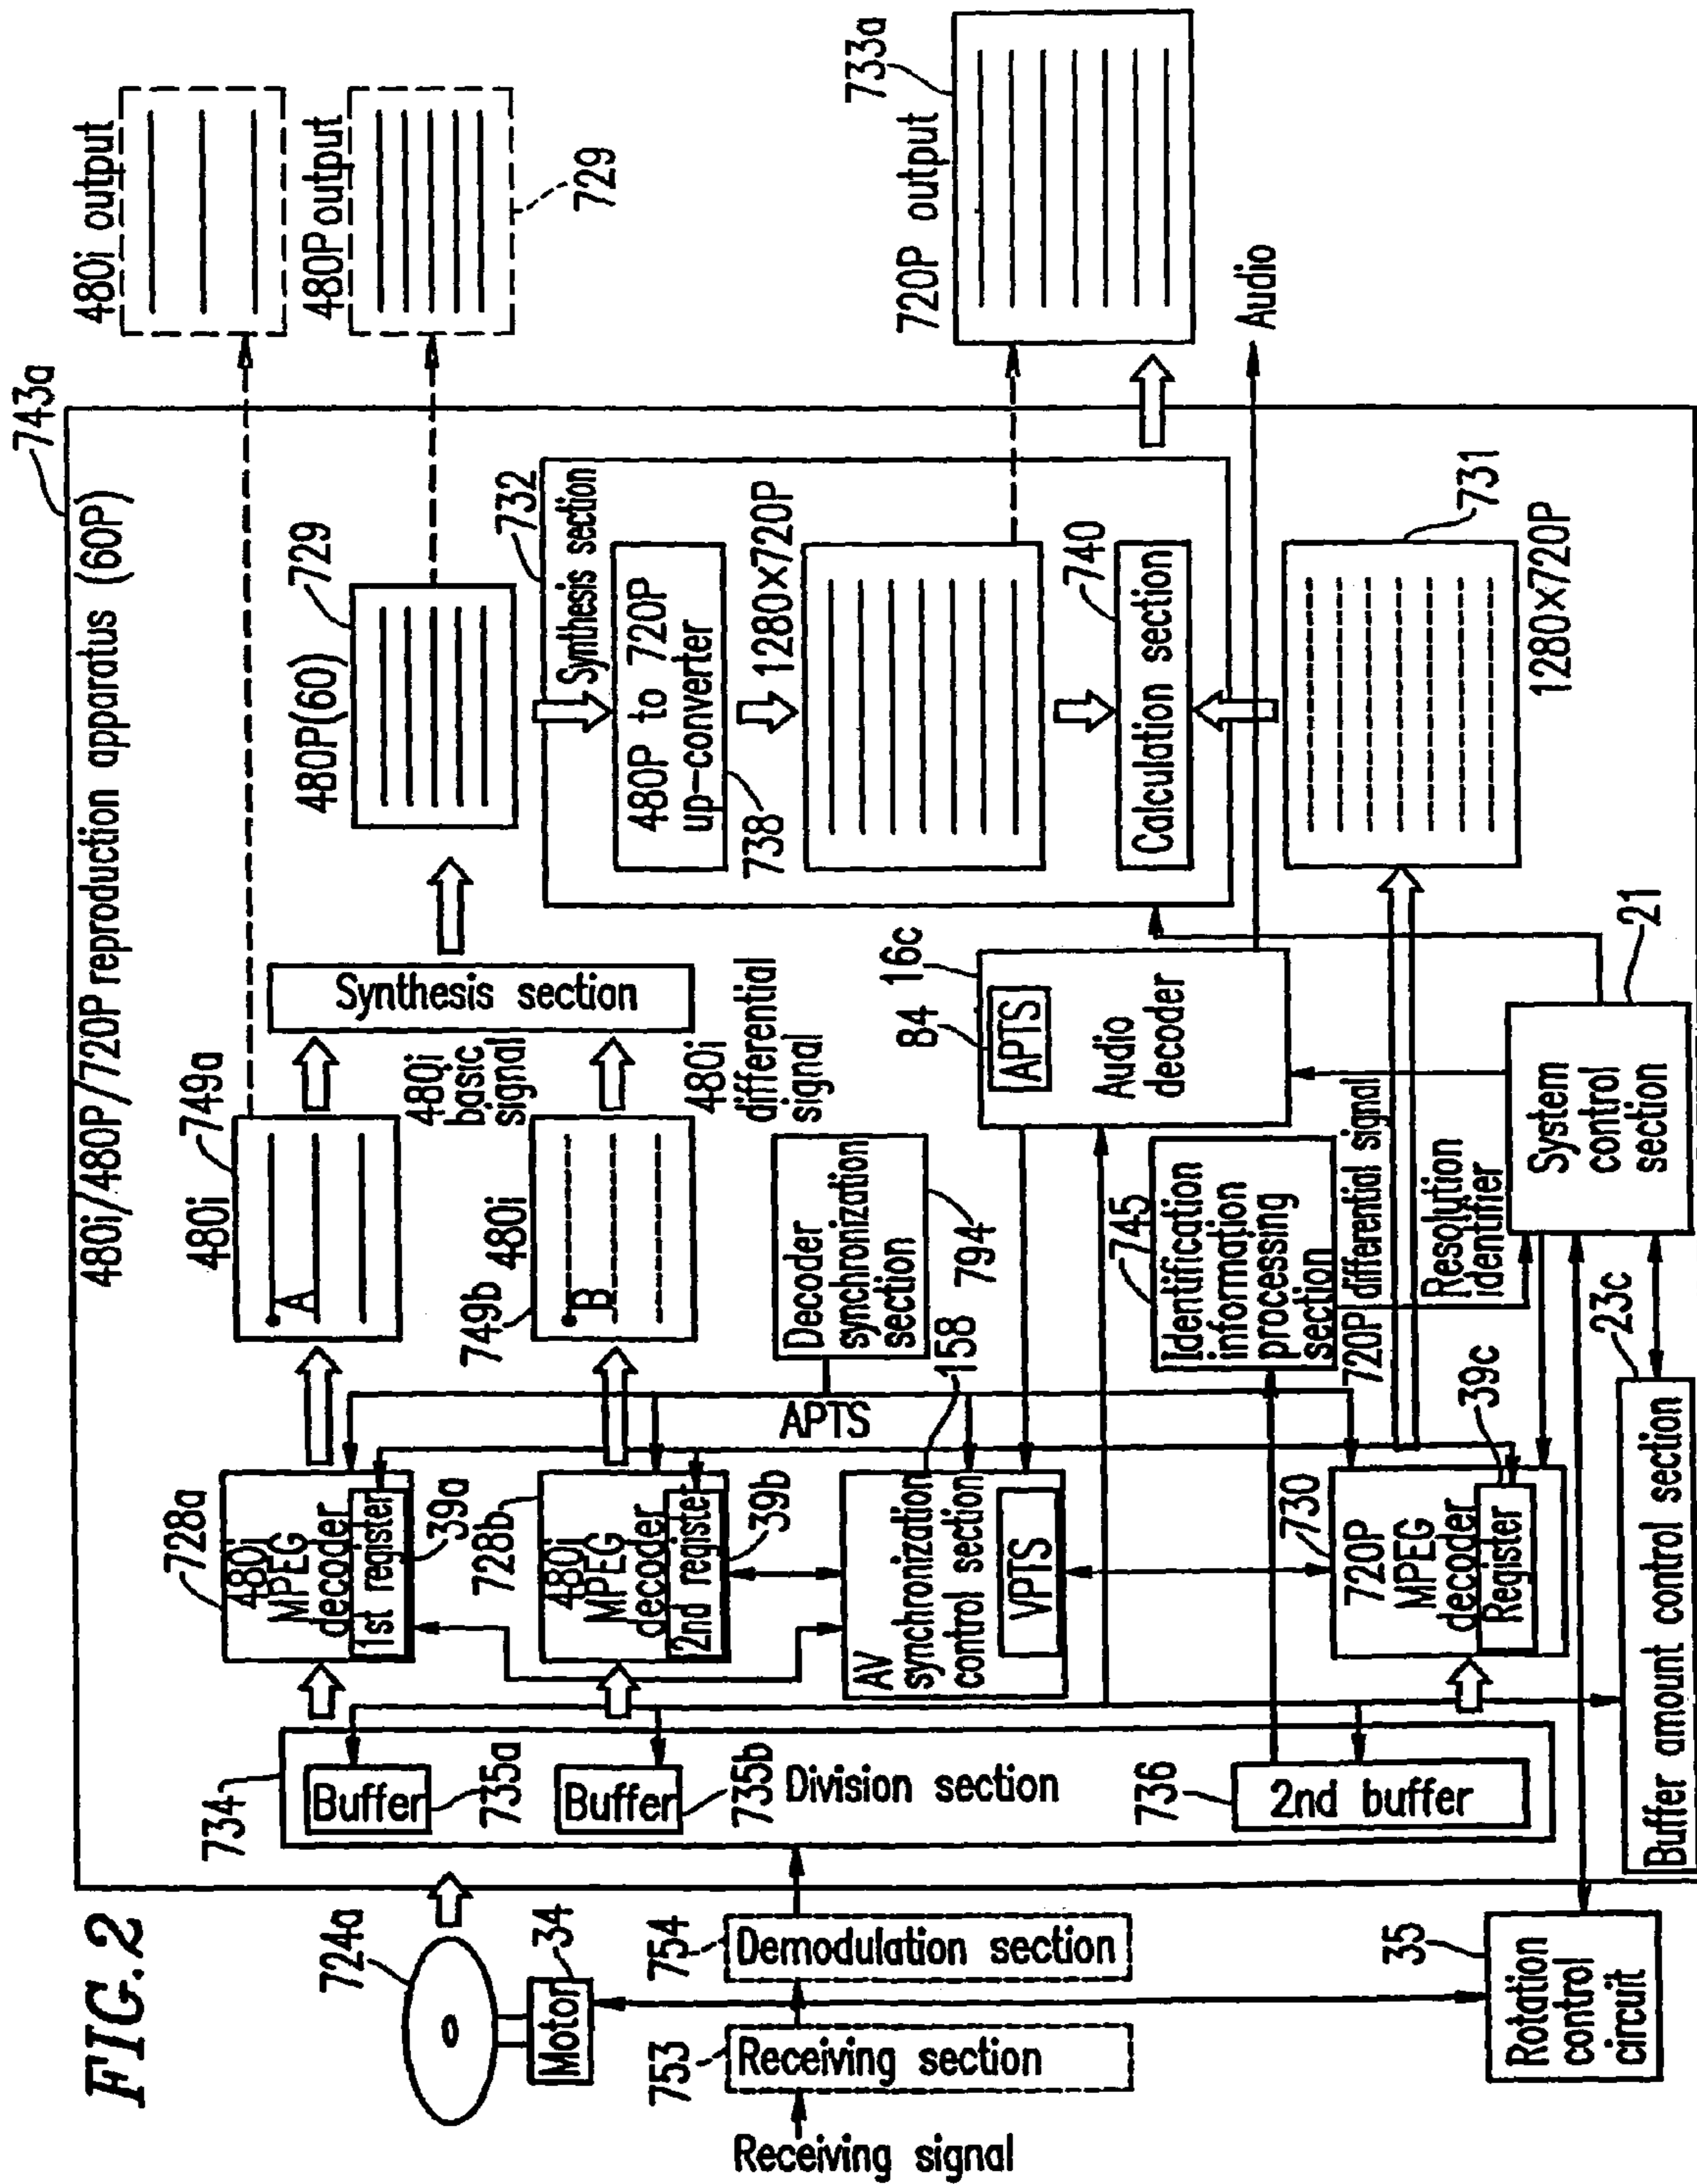 FIG.2
480i/480P/720P reproduction apparatus (60P)
743a
724a
34
Motor
Receiving signal
753
Receiving section
754
Demodulation section
35
Rotation
control
circuit
734
Buffer
735a
Buffer
735b
Division section
736
2nd buffer
Buffer amount control section
23c
728a
480i
MPEG
decoder
1st register
39a
728b
480i
MPEG
decoder
2nd register
39b
APTS
AV
synchronization
control section
VPTS
158
730
720P
MPEG
decoder
Register
39c
480i
749a
A
749b
480i
B
Decoder
synchronization
section
794
745
Identification
information
processing
section
720P differential signal
Resolution
identifier
System
control
section
21
480i
basic
signal
480i
differential
signal
Synthesis section
84
16c
APTS
Audio
decoder
480P(60)
729
732
Synthesis section
480P to 720P
up-converter
738
1280×720P
740
Calculation section
731
1280×720P
480i output
480P output
729
720P output
733a
Audio